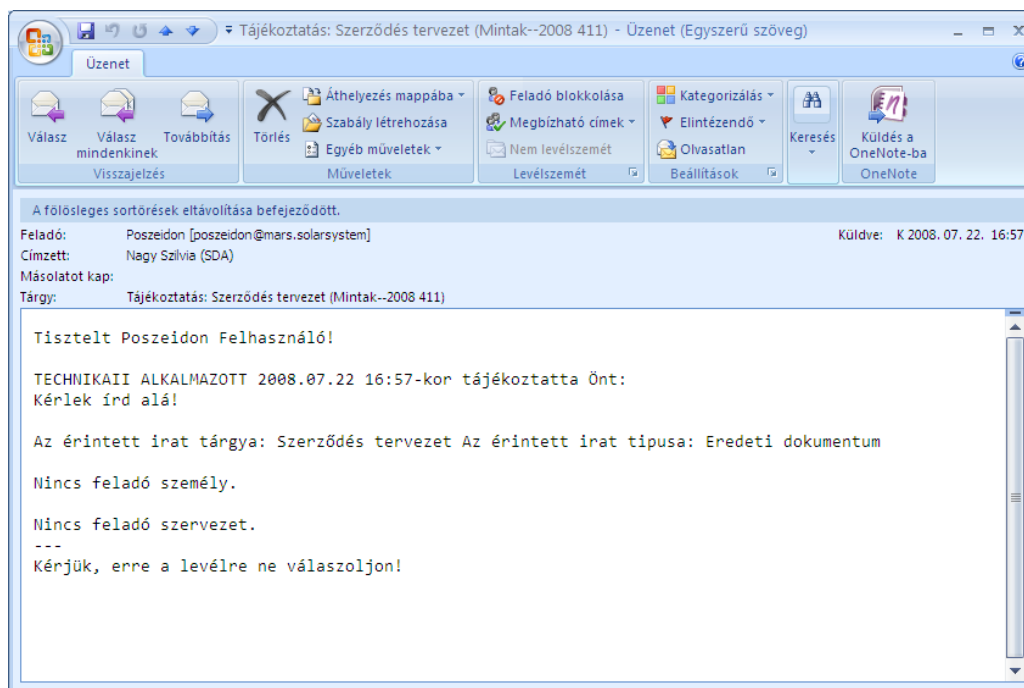 Tájékoztatás: Szerződés tervezet (Mintak--2008 411) - Üzenet (Egyszerű szöveg)
Üzenet
Válasz
Válasz mindenkinek
Továbbítás
Visszajelzés
Törlés
Áthelyezés mappába
Szabály létrehozása
Egyéb műveletek
Műveletek
Feladó blokkolása
Megbízható címek
Nem levélszemét
Levélszemét
Kategorizálás
Elintézendő
Olvasatlan
Beállítások
Keresés
Küldés a
OneNote-ba
OneNote
A fölösleges sortörések eltávolítása befejeződött.
Feladó: Poszeidon [poszeidon@mars.solarsystem] Küldve: K 2008. 07. 22. 16:57
Címzett: Nagy Szilvia (SDA)
Másolatot kap:
Tárgy: Tájékoztatás: Szerződés tervezet (Mintak--2008 411)
Tisztelt Poszeidon Felhasználó!
TECHNIKAII ALKALMAZOTT 2008.07.22 16:57-kor tájékoztatta Önt:
Kérlek írd alá!
Az érintett irat tárgya: Szerződés tervezet Az érintett irat tipusa: Eredeti dokumentum
Nincs feladó személy.
Nincs feladó szervezet.
---
Kérjük, erre a levélre ne válaszoljon!